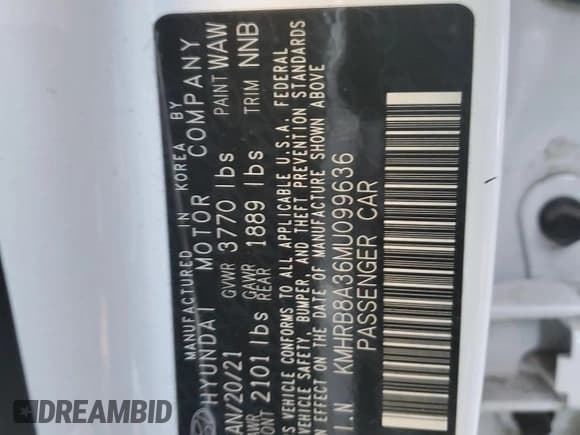 MANUFACTURED IN KOREA BY
HYUNDAI MOTOR COMPANY
AN/20/21 GVWR 3770 lbs PAINT WAW
GAWR
2101 lbs REAR 1889 lbs TRIM NNB
S VEHICLE CONFORMS TO ALL APPLICABLE U.S.A. FEDERAL
VEHICLE SAFETY, BUMPER, AND THEFT PREVENTION STANDARDS
ON THE DATE OF MANUFACTURE SHOWN ABOVE
I.N KMHRB8A36MU099636
PASSENGER CAR
DREAMBID